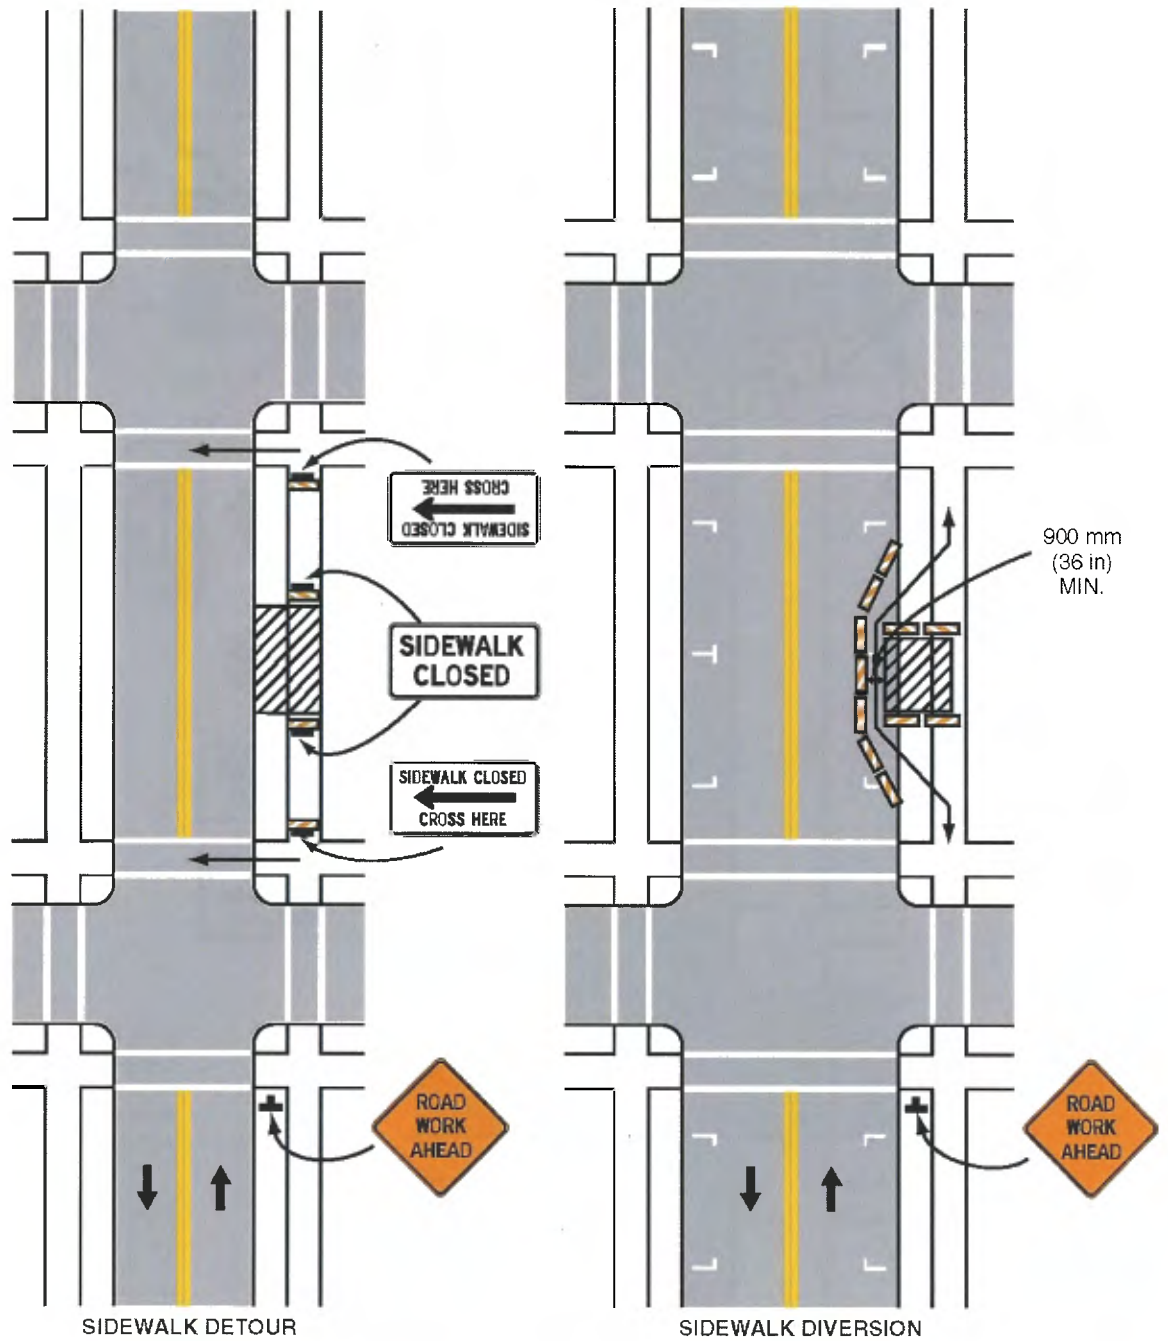 CROSS HERE
SIDEWALK CLOSED
900 mm
(36 in)
MIN.
SIDEWALK
CLOSED
SIDEWALK CLOSED
CROSS HERE
ROAD
WORK
AHEAD
ROAD
WORK
AHEAD
SIDEWALK DETOUR
SIDEWALK DIVERSION